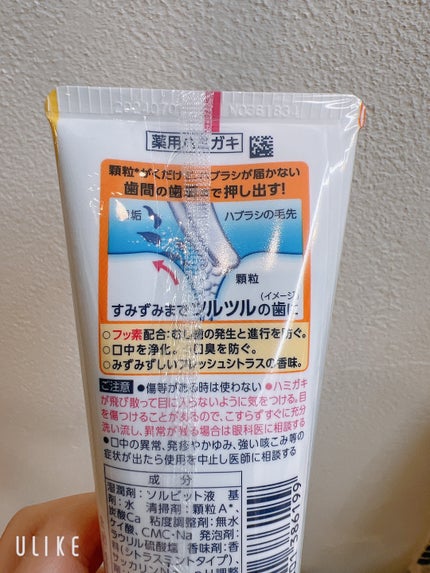 薬用ハミガキ
ハブラシが届かない
歯間の歯 で押し出す!
ハブラシの毛先
顆粒
(イメージ)
すみずみまで ツルツルの歯に
○フッ素配合:むし歯の発生と進行を防ぐ。
○口中を浄化。 口臭を防ぐ。
○みずみずしいフレッシュシトラスの香味。
ご注意 ●傷等がある時は使わない ●ハミガキ
が飛び散って目に入らないように気をつける。目
を傷つけることがあるので、こすらずすぐに充分
洗い流し、異常が残る場合は眼科医に相談する
●口中の異常、発疹やかゆみ、強い咳こみ等の
症状が出たら使用を中止し医師に相談する
成 分
湿潤剤:ソルビット液 基
剤:水 清掃剤:顆粒A*、
炭酸Ca 粘度調整剤:無水
ケイ酸、CMC・Na 発泡剤:
ラウリル硫酸塩 香味剤:香
料(シトラスミントタイプ)、
ULIKE